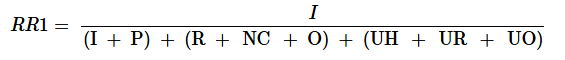 RR1 = I / (I + P) + (R + NC + O) + (UH + UR + UO)